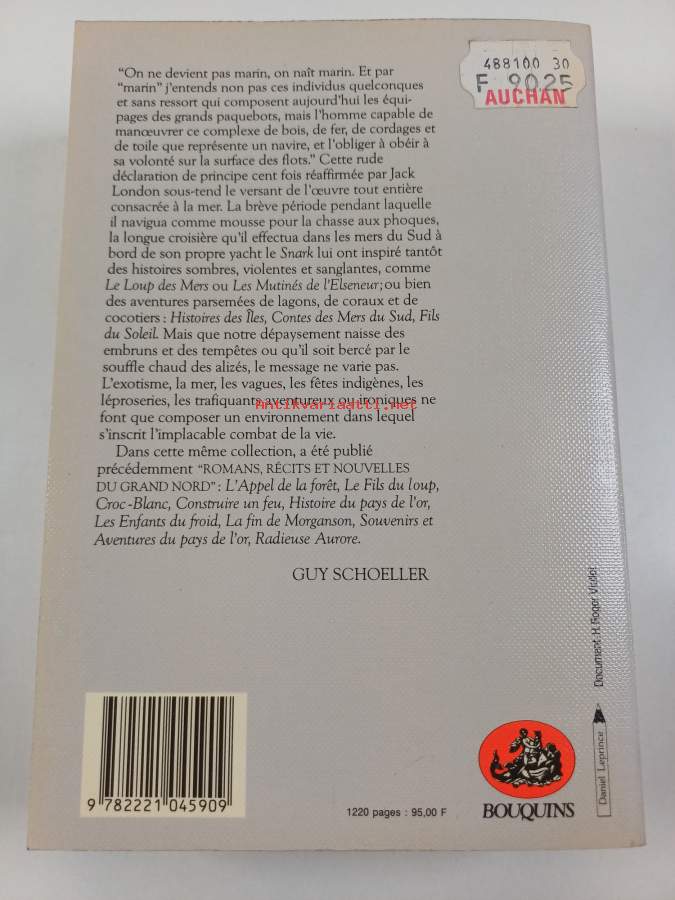 488100 30
F 9025
AUCHAN
“On ne devient pas marin, on naît marin. Et par
“marin” j’entends non pas ces individus quelconques
et sans ressort qui composent aujourd’hui les équi-
pages des grands paquebots, mais l’homme capable de
manœuvrer ce complexe de bois, de fer, de cordages et
de toile que représente un navire, et l’obliger à obéir à
sa volonté sur la surface des flots.” Cette rude
déclaration de principe cent fois réaffirmée par Jack
London sous-tend le versant de l’œuvre tout entière
consacrée à la mer. La brève période pendant laquelle
il navigua comme mousse pour la chasse aux phoques,
la longue croisière qu’il effectua dans les mers du Sud à
bord de son propre yacht le Snark lui ont inspiré tantôt
des histoires sombres, violentes et sanglantes, comme
Le Loup des Mers ou Les Mutinés de l’Elseneur; ou bien
des aventures parsemées de lagons, de coraux et de
cocotiers : Histoires des Îles, Contes des Mers du Sud, Fils
du Soleil. Mais que notre dépaysement naisse des
embruns et des tempêtes ou qu’il soit bercé par le
souffle chaud des alizés, le message ne varie pas.
L’exotisme, la mer, les vagues, les fêtes indigènes, les
léproseries, les trafiquants aventureux ou ironiques ne
font que composer un environnement dans lequel
s’inscrit l’implacable combat de la vie.
Dans cette même collection, a été publié
précédemment “ROMANS, RÉCITS ET NOUVELLES
DU GRAND NORD” : L’Appel de la forêt, Le Fils du loup,
Croc-Blanc, Construire un feu, Histoire du pays de l’or,
Les Enfants du froid, La fin de Morganson, Souvenirs et
Aventures du pays de l’or, Radieuse Aurore.
GUY SCHOELLER
antikvariaatti.net
9 782221 045909
1220 pages : 95,00 F
BOUQUINS
Daniel Leprince
Document H. Roger Viollet